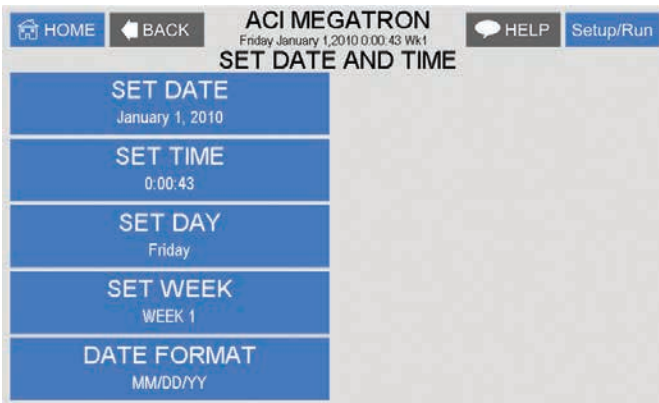 HOME
BACK
ACI MEGATRON
Friday January 1,2010 0:00:43 Wk1
HELP
Setup/Run
SET DATE AND TIME
SET DATE
January 1, 2010
SET TIME
0:00:43
SET DAY
Friday
SET WEEK
WEEK 1
DATE FORMAT
MM/DD/YY